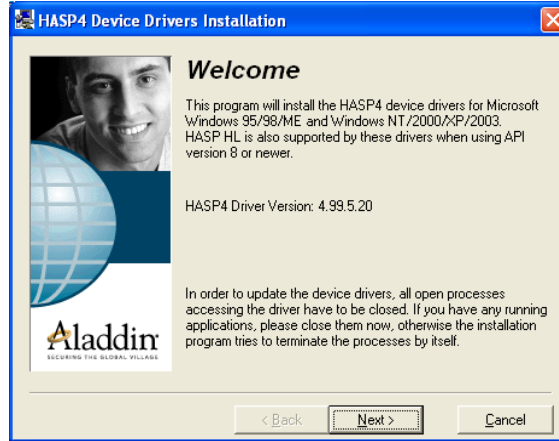 HASP4 Device Drivers Installation
Welcome
This program will install the HASP4 device drivers for Microsoft
Windows 95/98/ME and Windows NT/2000/XP/2003.
HASP HL is also supported by these drivers when using API
version 8 or newer.
HASP4 Driver Version: 4.99.5.20
In order to update the device drivers, all open processes
accessing the driver have to be closed. If you have any running
applications, please close them now, otherwise the installation
program tries to terminate the processes by itself.
Aladdin
SECURING THE GLOBAL VILLAGE
< Back
Next >
Cancel